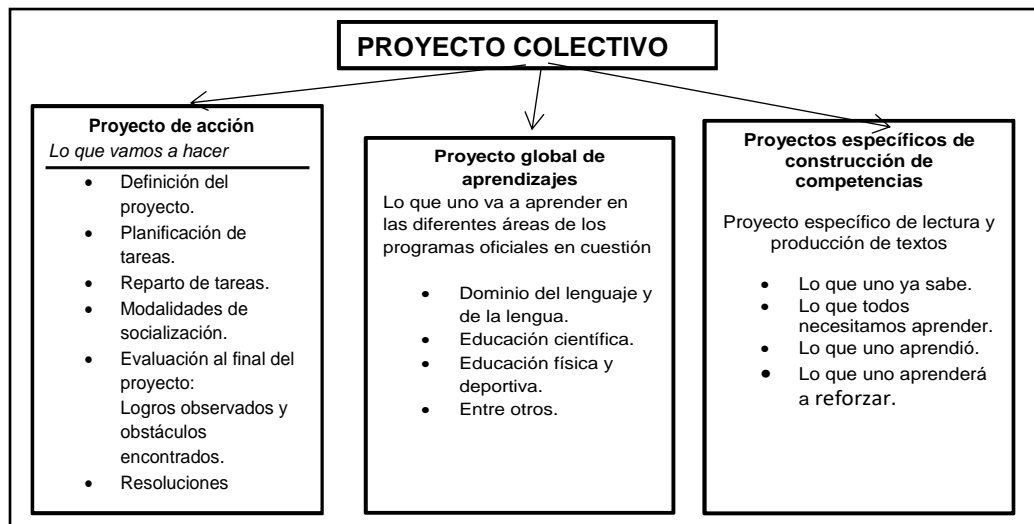 PROYECTO COLECTIVO
Proyecto de acción
Lo que vamos a hacer
• Definición del
proyecto.
• Planificación de
tareas.
• Reparto de tareas.
• Modalidades de
socialización.
• Evaluación al final del
proyecto:
Logros observados y
obstáculos
encontrados.
• Resoluciones
Proyecto global de
aprendizajes
Lo que uno va a aprender en
las diferentes áreas de los
programas oficiales en cuestión
• Dominio del lenguaje y
de la lengua.
• Educación científica.
• Educación física y
deportiva.
• Entre otros.
Proyectos específicos de
construcción de
competencias
Proyecto específico de lectura y
producción de textos
• Lo que uno ya sabe.
• Lo que todos
necesitamos aprender.
• Lo que uno aprendió.
• Lo que uno aprenderá
a reforzar.